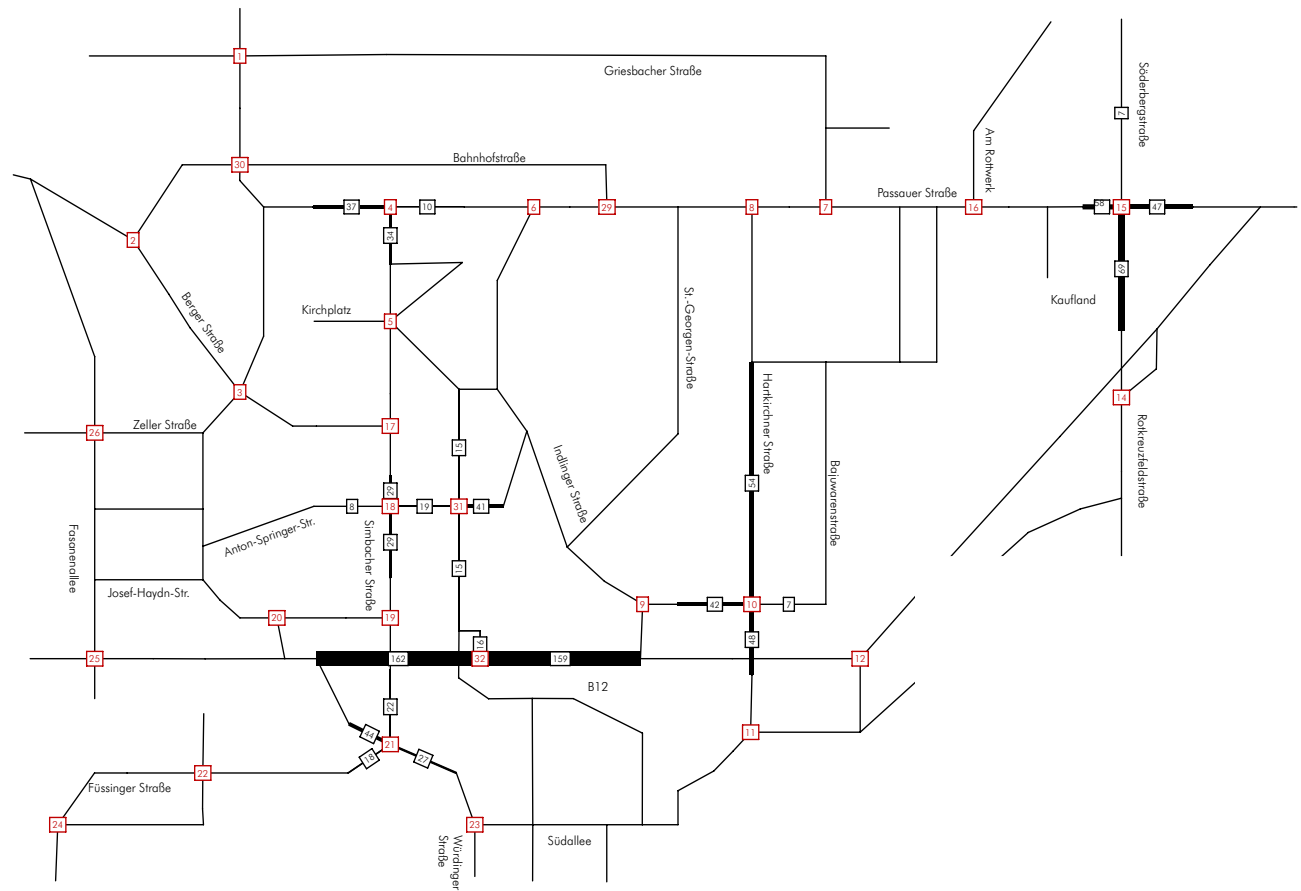 1
Griesbacher Straße
Söderbergstraße
7
Am Rottwerk
Bahnhofstraße
30
Passauer Straße
37
4
10
6
29
8
7
16
58
15
47
2
34
69
Kaufland
Berger Straße
Kirchplatz
5
St.-Georgen-Straße
3
Hartkirchner Straße
14
Zeller Straße
26
17
15
Indlinger Straße
Bajuwarenstraße
Rotkreuzfeldstraße
29
54
8
18
19
31
41
Anton-Springer-Str.
Fasanenallee
Simbacher Straße
29
15
Josef-Haydn-Str.
20
19
9
42
10
7
16
48
25
162
32
159
12
B12
22
44
21
18
27
11
22
Füssinger Straße
24
23
Südallee
Würdinger
Straße